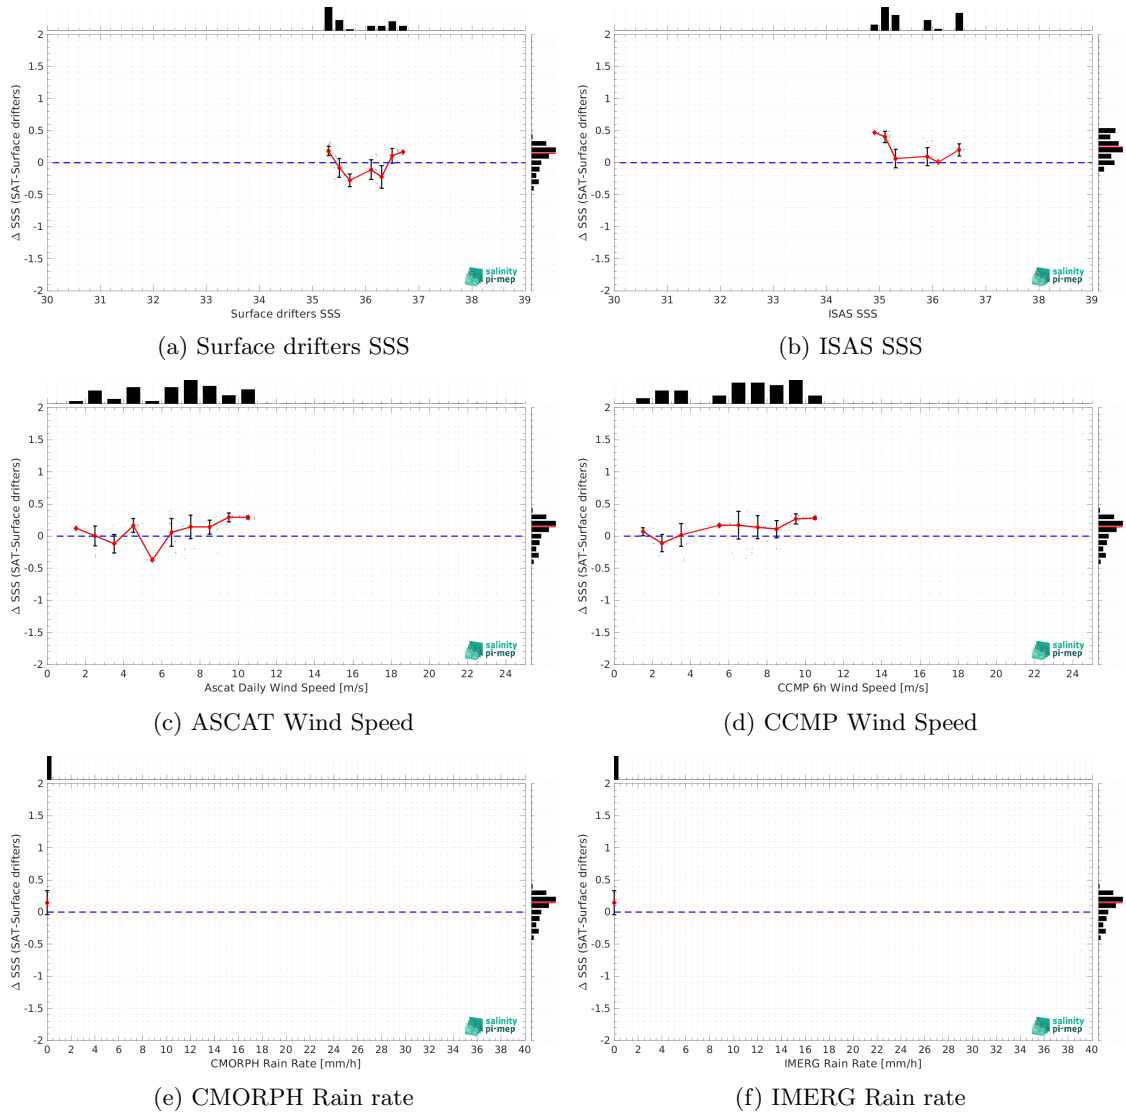 2
1.5
1
0.5
0
-0.5
-1
-1.5
-2
Δ SSS (SAT-Surface drifters)
30 31 32 33 34 35 36 37 38 39
Surface drifters SSS
salinity
pi-mep
(a) Surface drifters SSS
2
1.5
1
0.5
0
-0.5
-1
-1.5
-2
Δ SSS (SAT-Surface drifters)
30 31 32 33 34 35 36 37 38 39
ISAS SSS
salinity
pi-mep
(b) ISAS SSS
2
1.5
1
0.5
0
-0.5
-1
-1.5
-2
Δ SSS (SAT-Surface drifters)
0 2 4 6 8 10 12 14 16 18 20 22 24
Ascat Daily Wind Speed [m/s]
salinity
pi-mep
(c) ASCAT Wind Speed
2
1.5
1
0.5
0
-0.5
-1
-1.5
-2
Δ SSS (SAT-Surface drifters)
0 2 4 6 8 10 12 14 16 18 20 22 24
CCMP 6h Wind Speed [m/s]
salinity
pi-mep
(d) CCMP Wind Speed
2
1.5
1
0.5
0
-0.5
-1
-1.5
-2
Δ SSS (SAT-Surface drifters)
0 2 4 6 8 10 12 14 16 18 20 22 24 26 28 30 32 34 36 38 40
CMORPH Rain Rate [mm/h]
salinity
pi-mep
(e) CMORPH Rain rate
2
1.5
1
0.5
0
-0.5
-1
-1.5
-2
Δ SSS (SAT-Surface drifters)
0 2 4 6 8 10 12 14 16 18 20 22 24 26 28 30 32 34 36 38 40
IMERG Rain Rate [mm/h]
salinity
pi-mep
(f) IMERG Rain rate